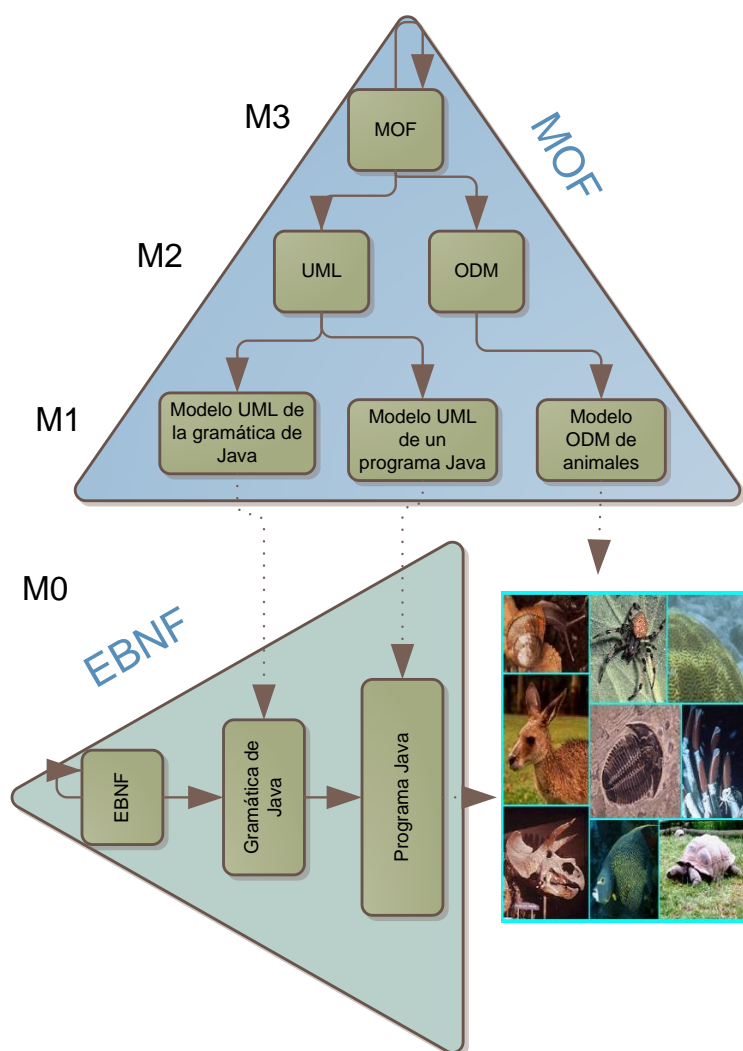 M3
MOF
MOF
M2
UML
ODM
M1
Modelo UML de
la gramática de
Java
Modelo UML
de un
programa Java
Modelo
ODM de
animales
M0
EBNF
EBNF
Gramática de
Java
Programa Java